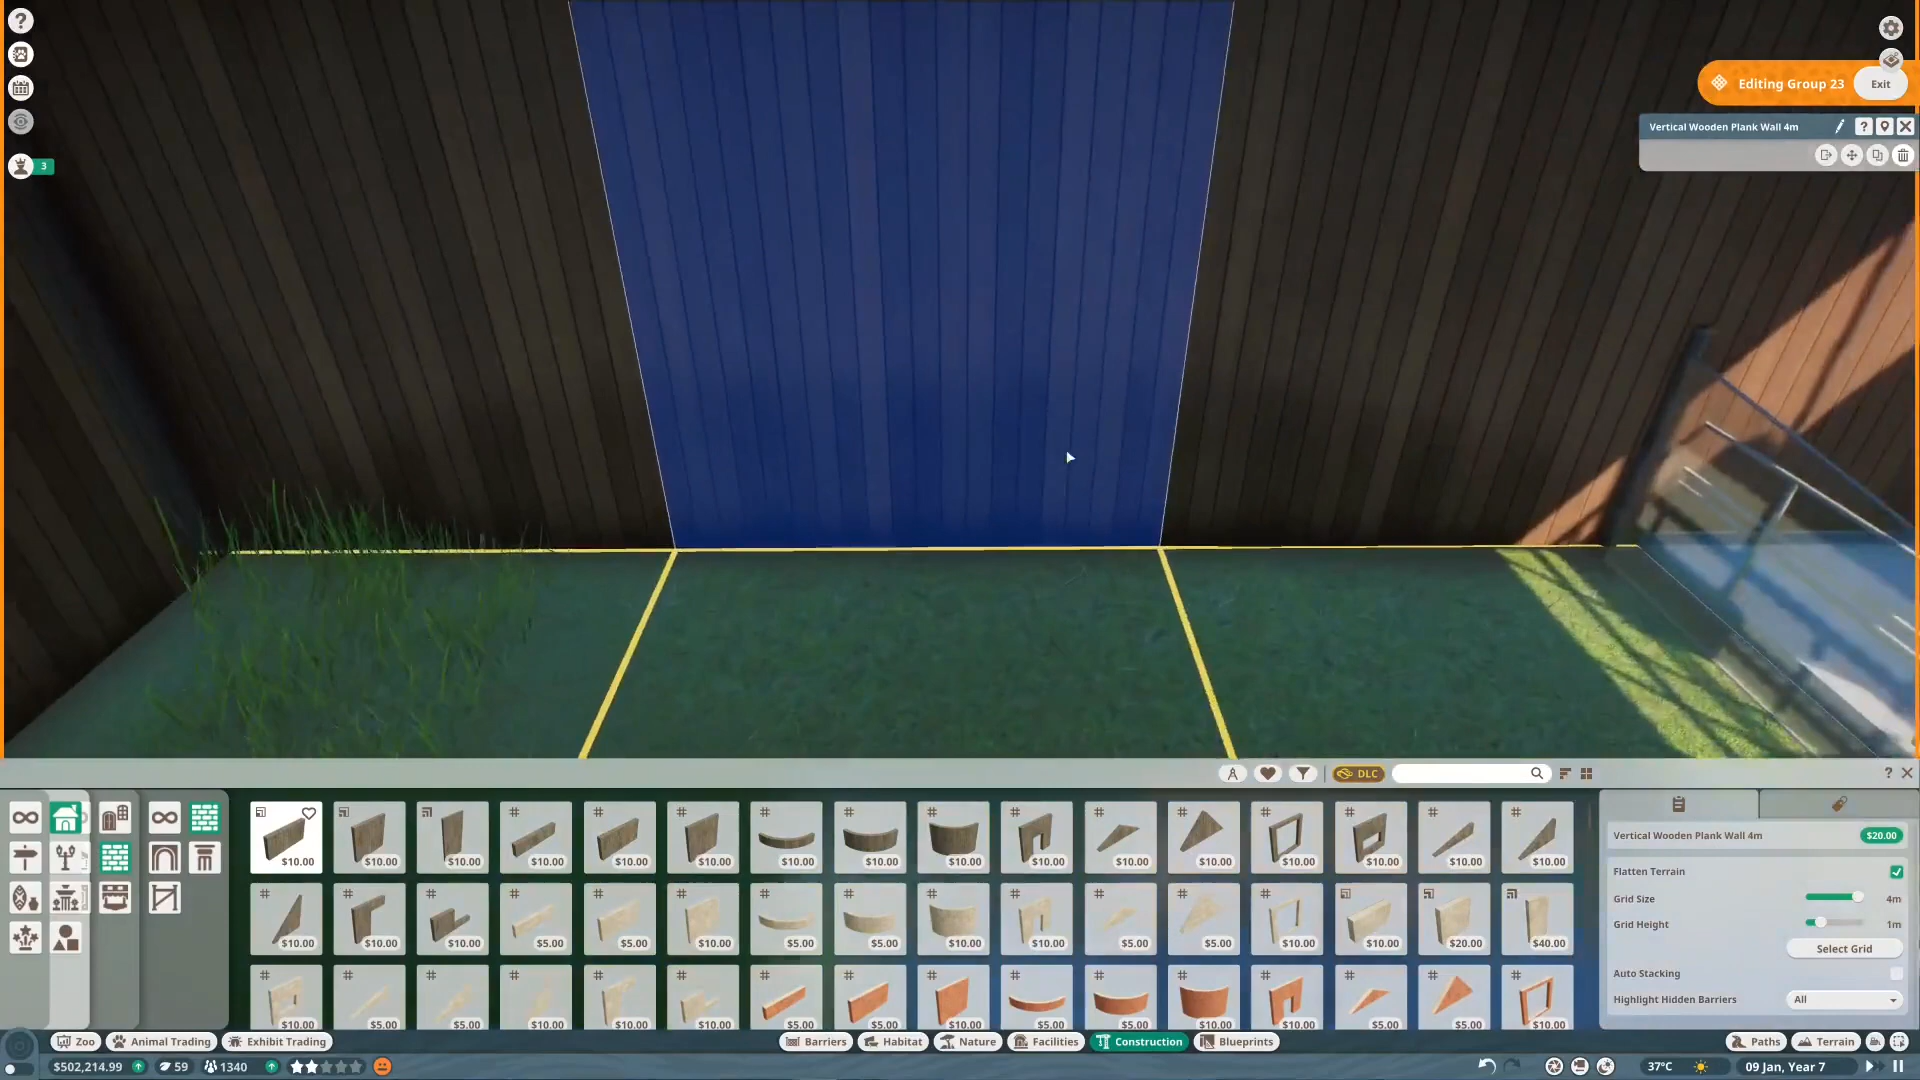 Editing Group 23
Exit
Vertical Wooden Plank Wall 4m
?
3
DLC
?
$10.00 $10.00 $10.00 $10.00 $10.00 $10.00 $10.00 $10.00 $10.00 $10.00 $10.00 $10.00 $10.00 $10.00 $10.00 $10.00
$10.00 $10.00 $10.00 $5.00 $5.00 $10.00 $5.00 $5.00 $10.00 $10.00 $5.00 $5.00 $10.00 $10.00 $20.00 $40.00
$10.00 $5.00 $5.00 $10.00 $10.00 $10.00 $5.00 $5.00 $10.00 $5.00 $5.00 $10.00 $10.00 $5.00 $5.00 $10.00
Vertical Wooden Plank Wall 4m $20.00
Flatten Terrain
Grid Size 4m
Grid Height 1m
Select Grid
Auto Stacking
Highlight Hidden Barriers All
Zoo Animal Trading Exhibit Trading Barriers Habitat Nature Facilities Construction Blueprints Paths Terrain
$502,214.99 59 1340 37°C 09 Jan, Year 7